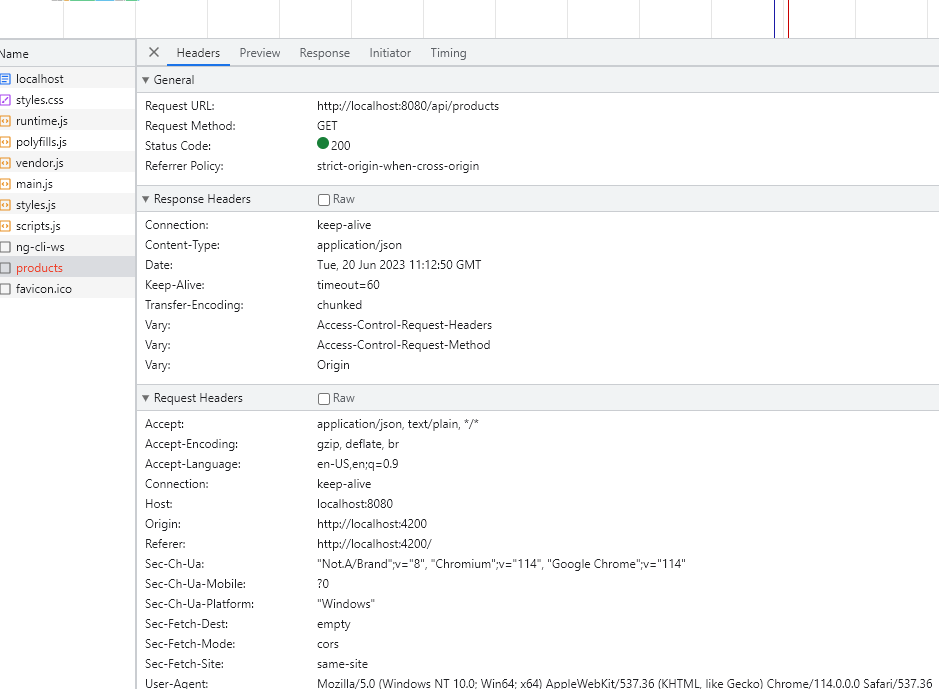 Name
localhost
styles.css
runtime.js
polyfills.js
vendor.js
main.js
styles.js
scripts.js
ng-cli-ws
products
favicon.ico
Headers Preview Response Initiator Timing
General
Request URL: http://localhost:8080/api/products
Request Method: GET
Status Code: 200
Referrer Policy: strict-origin-when-cross-origin
Response Headers Raw
Connection: keep-alive
Content-Type: application/json
Date: Tue, 20 Jun 2023 11:12:50 GMT
Keep-Alive: timeout=60
Transfer-Encoding: chunked
Vary: Access-Control-Request-Headers
Vary: Access-Control-Request-Method
Vary: Origin
Request Headers Raw
Accept: application/json, text/plain, */*
Accept-Encoding: gzip, deflate, br
Accept-Language: en-US,en;q=0.9
Connection: keep-alive
Host: localhost:8080
Origin: http://localhost:4200
Referer: http://localhost:4200/
Sec-Ch-Ua: "Not.A/Brand";v="8", "Chromium";v="114", "Google Chrome";v="114"
Sec-Ch-Ua-Mobile: ?0
Sec-Ch-Ua-Platform: "Windows"
Sec-Fetch-Dest: empty
Sec-Fetch-Mode: cors
Sec-Fetch-Site: same-site
User-Agent: Mozilla/5.0 (Windows NT 10.0; Win64; x64) AppleWebKit/537.36 (KHTML, like Gecko) Chrome/114.0.0.0 Safari/537.36